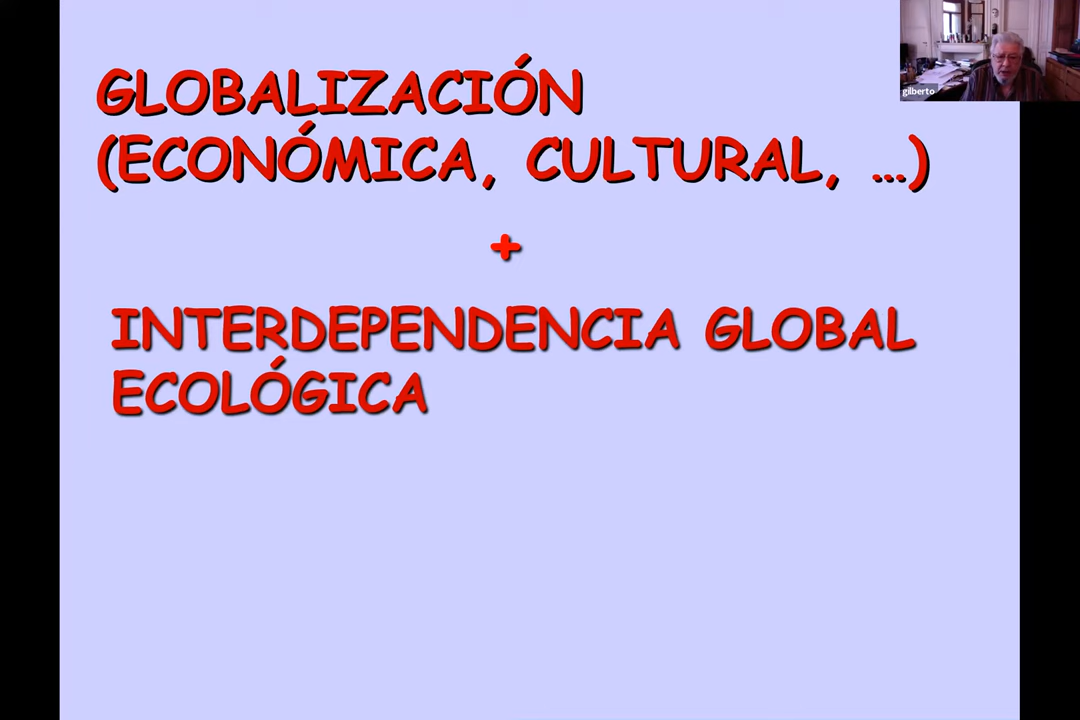 GLOBALIZACIÓN
(ECONÓMICA, CULTURAL, ...)
+
INTERDEPENDENCIA GLOBAL
ECOLÓGICA
gilberto